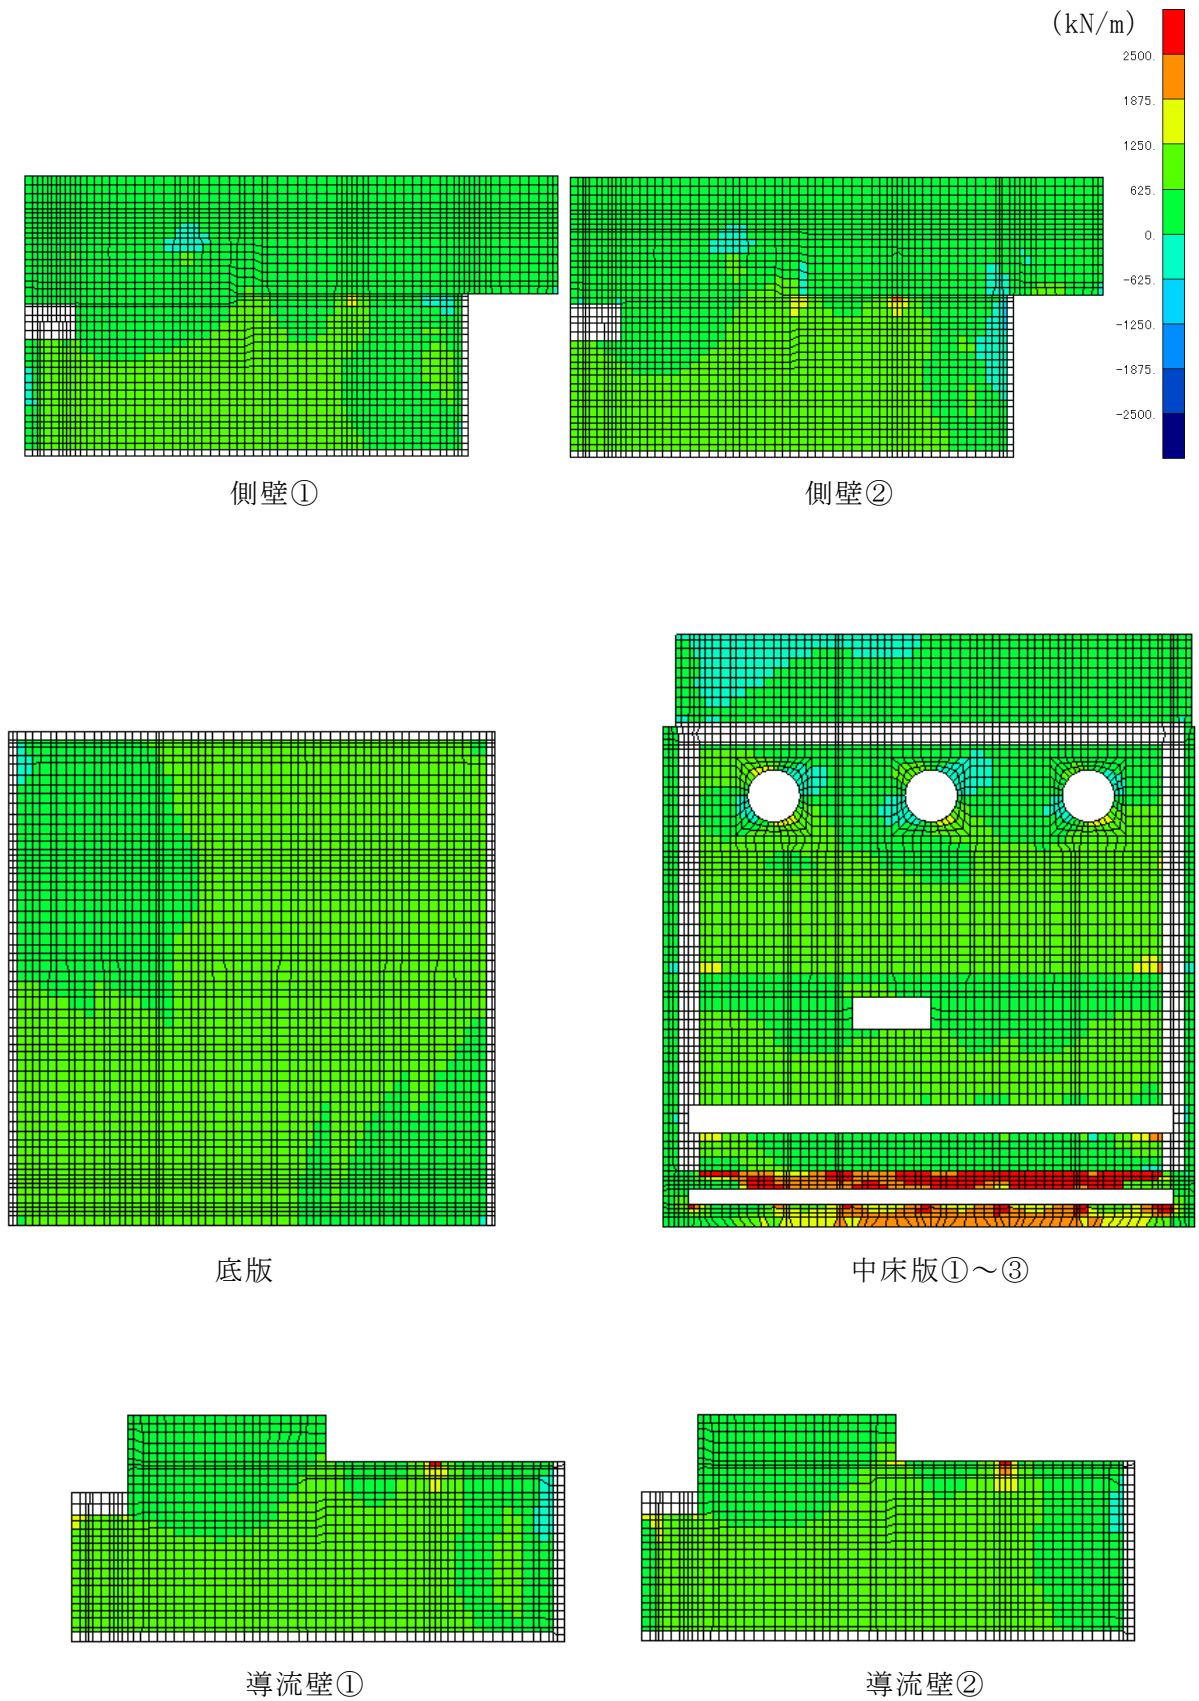 (kN/m)
2500.
1875.
1250.
625.
0.
-625.
-1250.
-1875.
-2500.
側壁①
側壁②
底版
中床版①～③
導流壁①
導流壁②